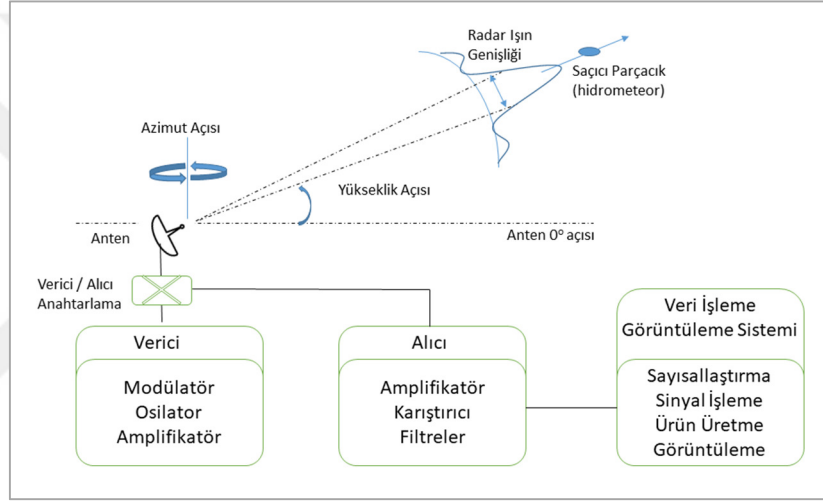 Radar Işın
Genişliği
Saçıcı Parçacık
(hidrometeor)
Azimut Açısı
Yükseklik Açısı
Anten
Anten 0° açısı
Verici / Alıcı
Anahtarlama
Verici
Modülatör
Osilator
Amplifikatör
Alıcı
Amplifikatör
Karıştırıcı
Filtreler
Veri İşleme
Görüntüleme Sistemi
Sayısallaştırma
Sinyal İşleme
Ürün Üretme
Görüntüleme